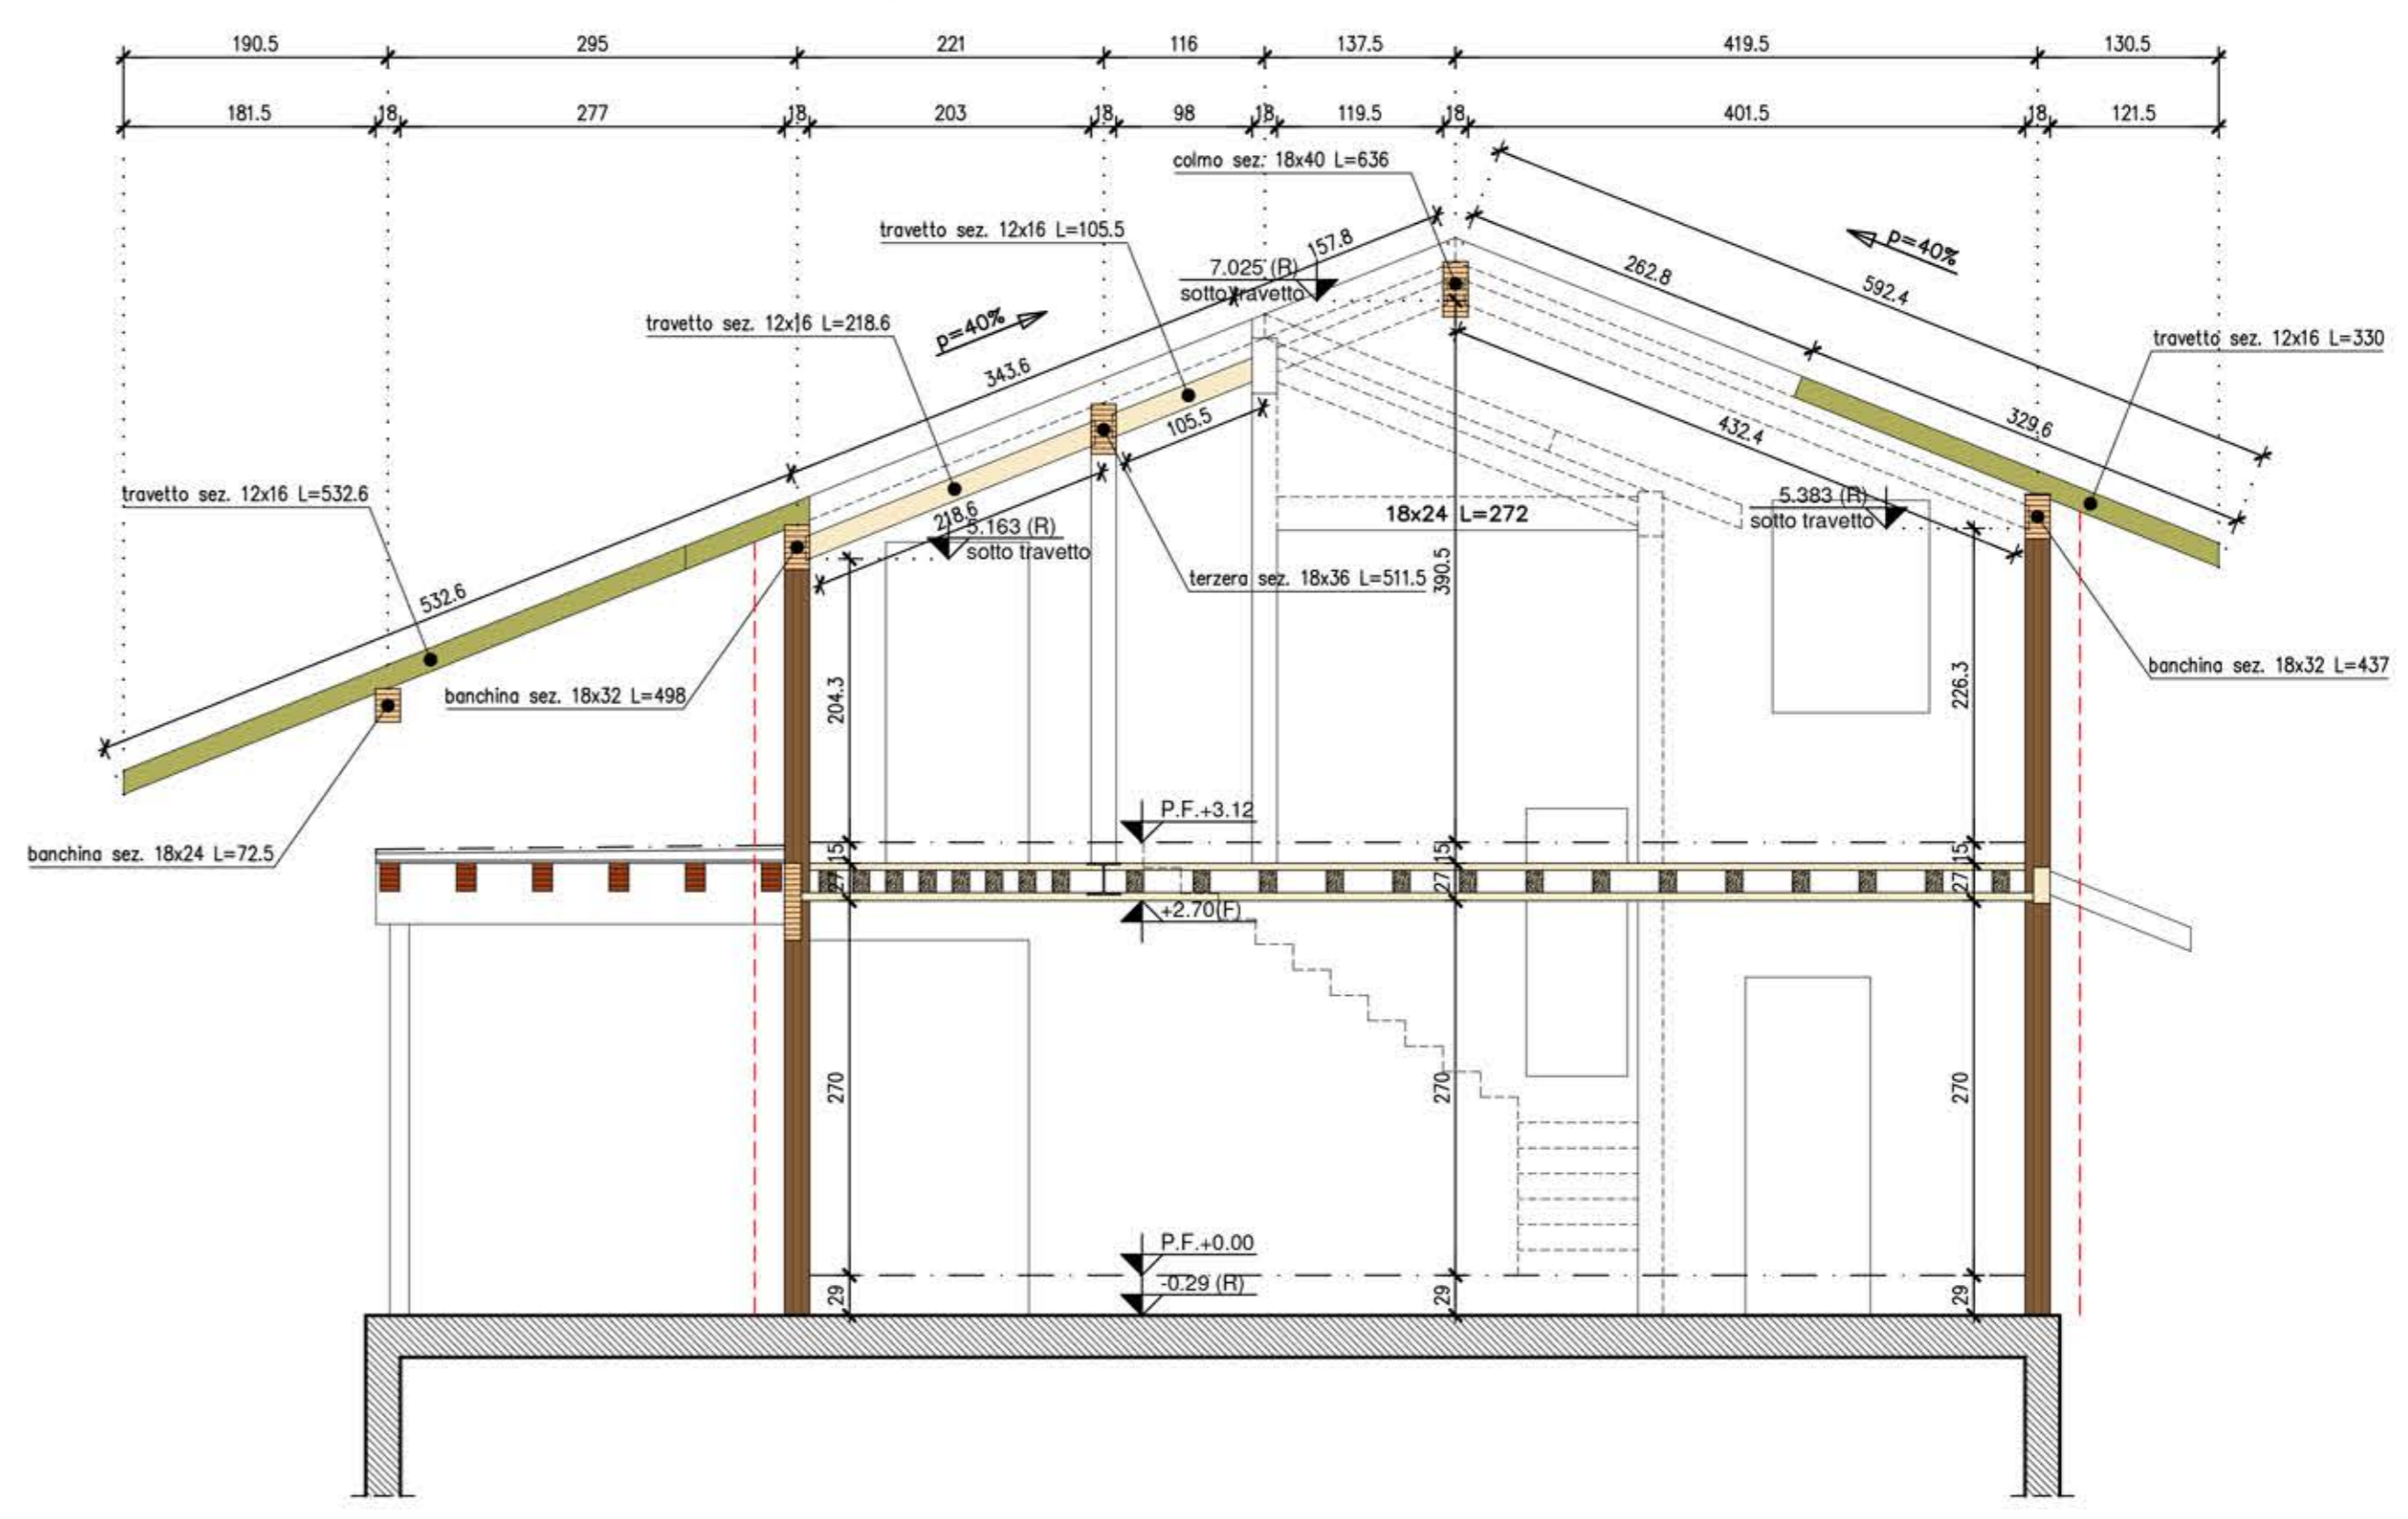 190.5 295 221 116 137.5 419.5 130.5
181.5 18 277 18 203 18 98 18 119.5 18 401.5 18 121.5
colmo sez. 18x40 L=636
travetto sez. 12x16 L=105.5
157.8
p=40%
7.025 (R)
sotto travetto
262.8
592.4
travetto sez. 12x16 L=218.6
p=40%
travetto sez. 12x16 L=330
343.6
105.5
432.4
329.6
travetto sez. 12x16 L=532.6
218.6
5.163 (R)
sotto travetto
18x24 L=272
5.383 (R)
sotto travetto
532.6
terzera sez. 18x36 L=511.5
390.5
banchina sez. 18x32 L=498
204.3
226.3
banchina sez. 18x32 L=437
P.F.+3.12
banchina sez. 18x24 L=72.5
15 15 15
27 27 27
+2.70(F)
270 270 270
P.F.+0.00
-0.29 (R)
29 29 29